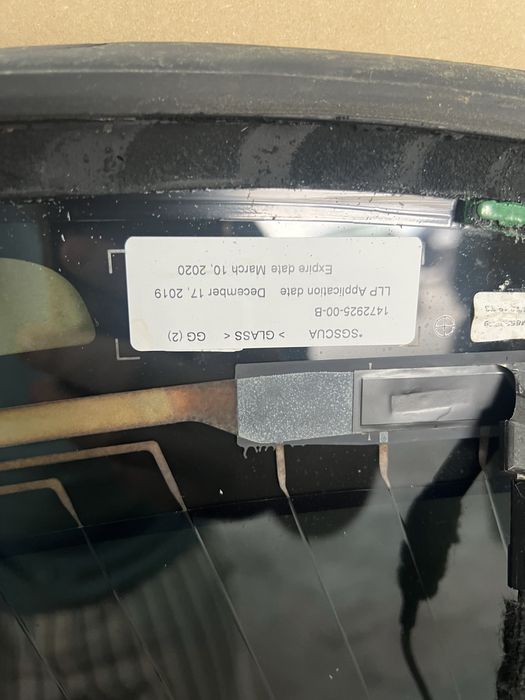 *SGSCUA > GLASS < GG (2)
1472925-00-B
LLP Application date December 17, 2019
Expire date March 10, 2020